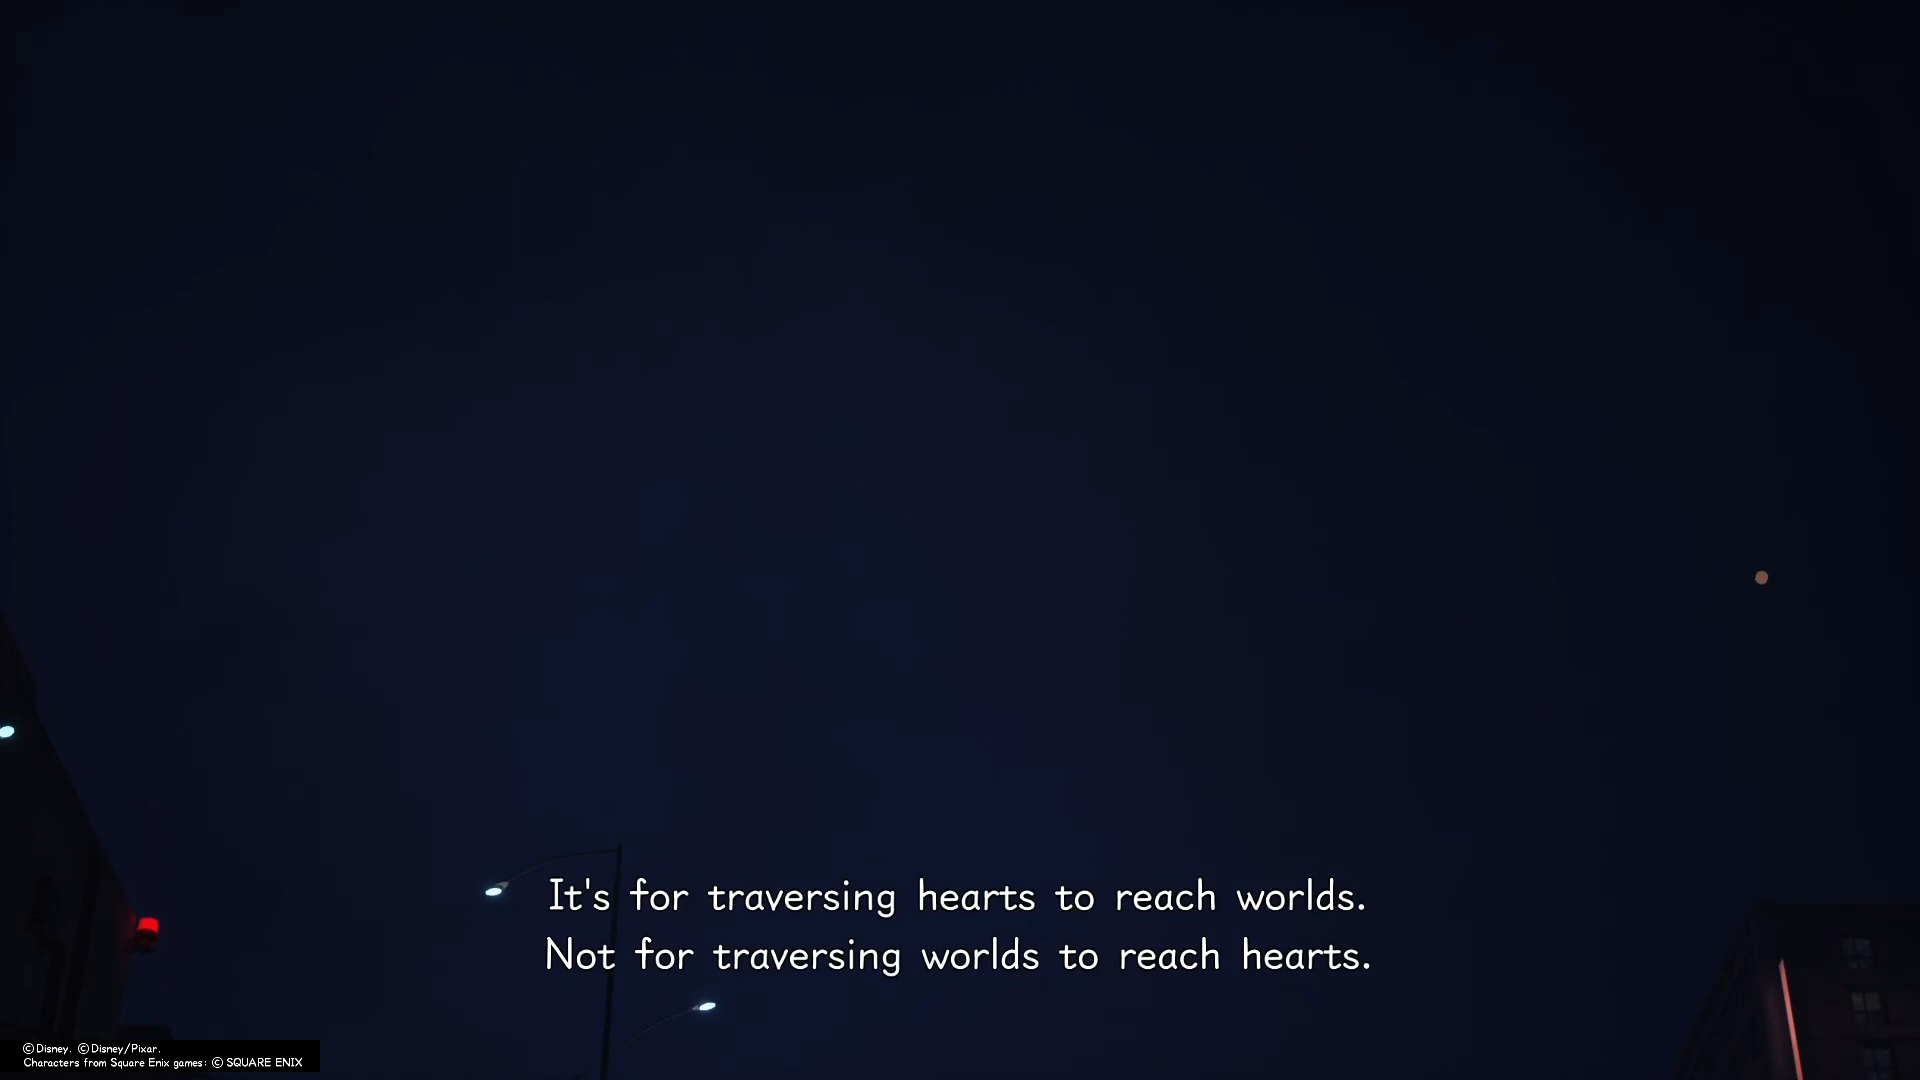 It's for traversing hearts to reach worlds.
Not for traversing worlds to reach hearts.
©Disney. ©Disney/Pixar.
Characters from Square Enix games: © SQUARE ENIX